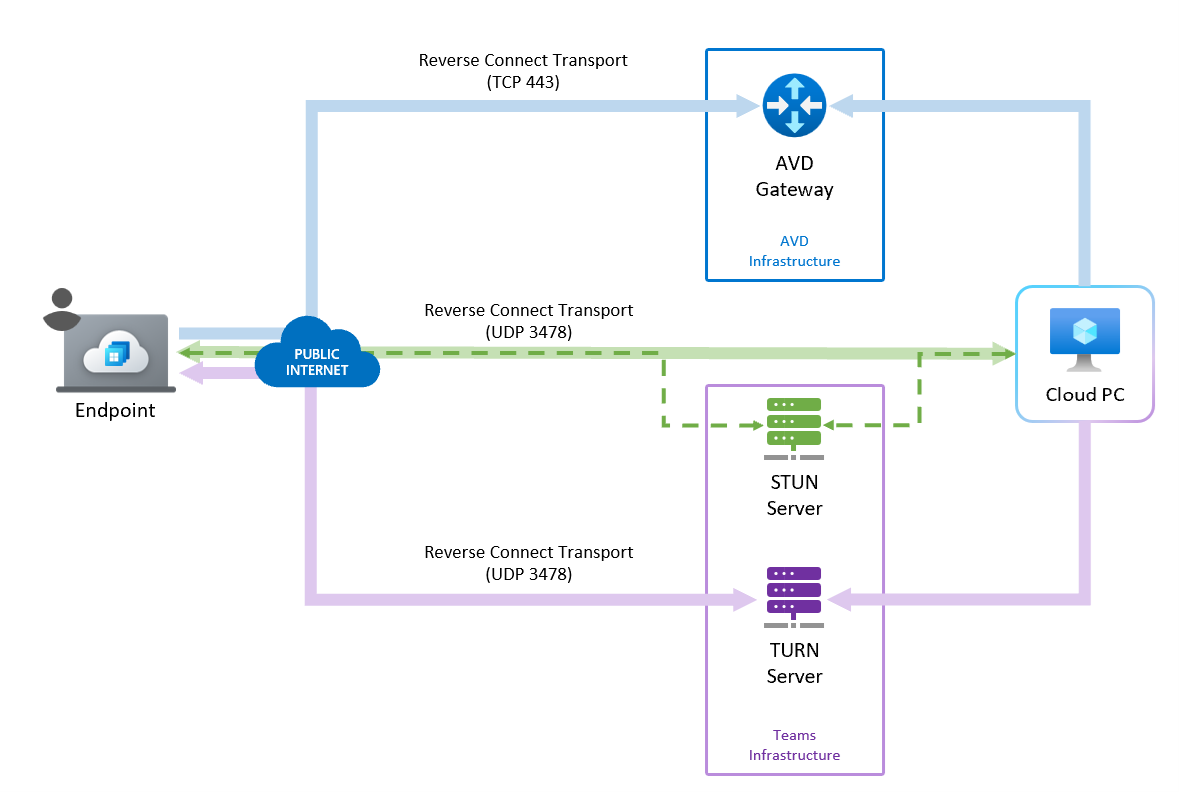 Reverse Connect Transport
(TCP 443)
AVD
Gateway
AVD
Infrastructure
Reverse Connect Transport
(UDP 3478)
PUBLIC
INTERNET
Endpoint
Cloud PC
STUN
Server
Reverse Connect Transport
(UDP 3478)
TURN
Server
Teams
Infrastructure